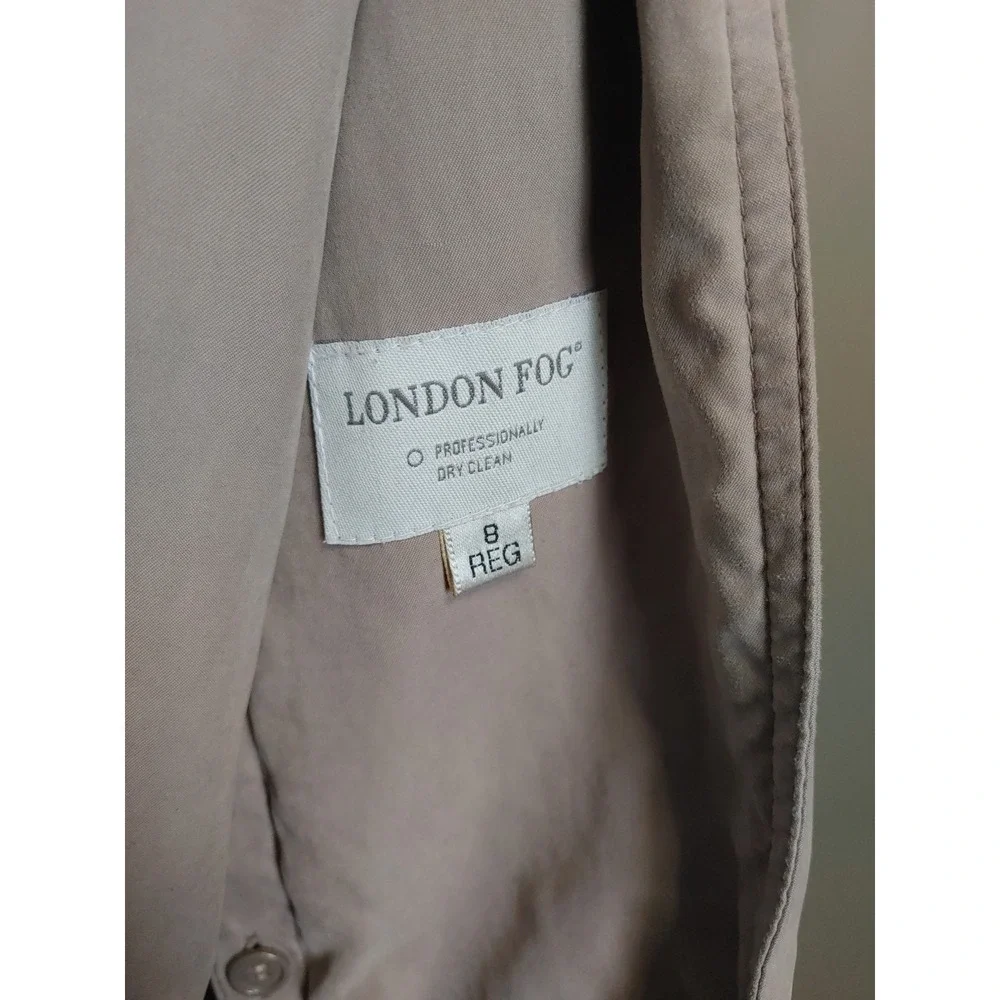 LONDON FOG®
PROFESSIONALLY
DRY CLEAN
8
REG